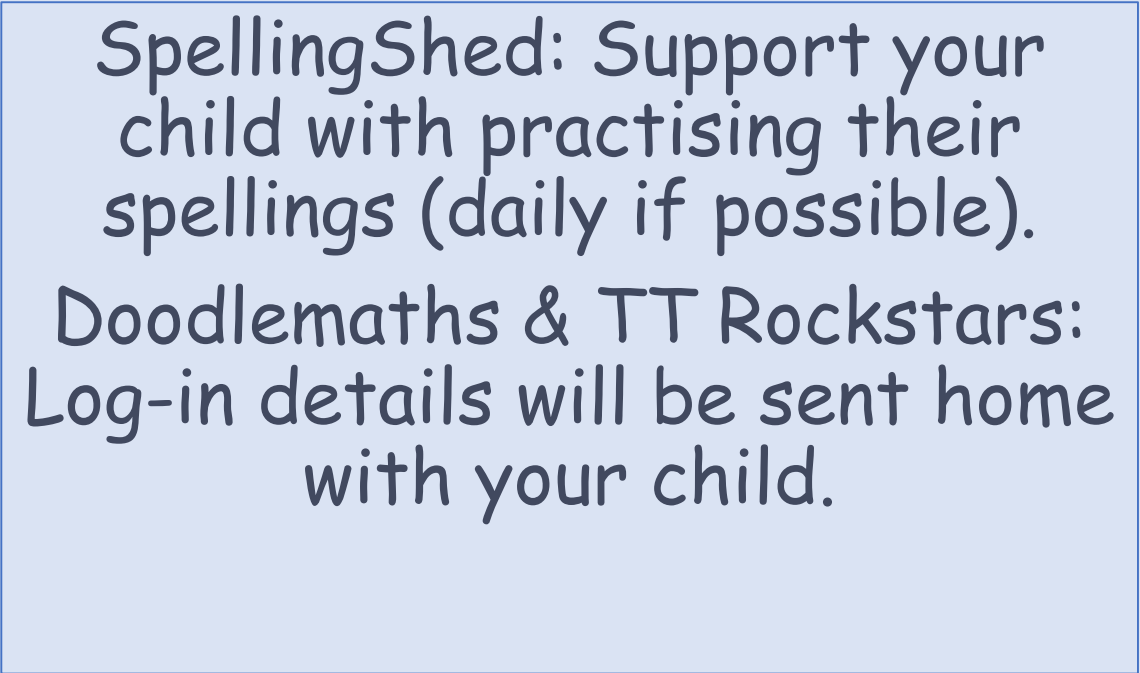 SpellingShed: Support your
child with practising their
spellings (daily if possible).
Doodlemaths & TT Rockstars:
Log-in details will be sent home
with your child.